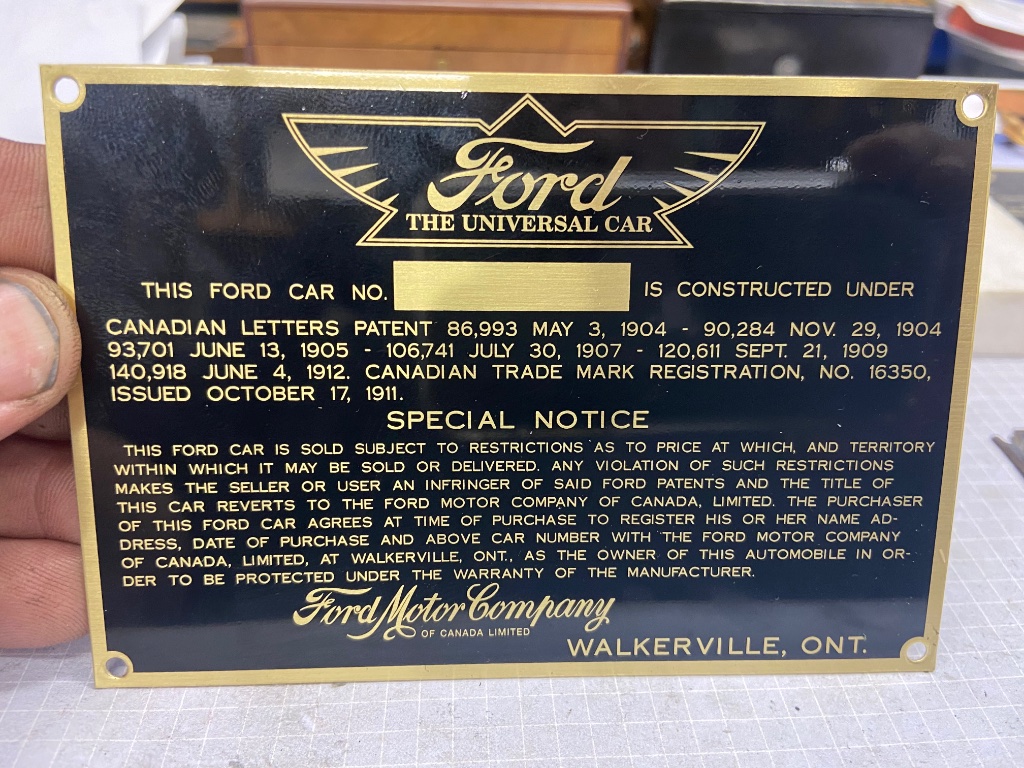 Ford
THE UNIVERSAL CAR
THIS FORD CAR NO. IS CONSTRUCTED UNDER
CANADIAN LETTERS PATENT 86,993 MAY 3, 1904 - 90,284 NOV. 29, 1904
93,701 JUNE 13, 1905 - 106,741 JULY 30, 1907 - 120,611 SEPT. 21, 1909
140,918 JUNE 4, 1912. CANADIAN TRADE MARK REGISTRATION, NO. 16350,
ISSUED OCTOBER 17, 1911.
SPECIAL NOTICE
THIS FORD CAR IS SOLD SUBJECT TO RESTRICTIONS AS TO PRICE AT WHICH, AND TERRITORY
WITHIN WHICH IT MAY BE SOLD OR DELIVERED. ANY VIOLATION OF SUCH RESTRICTIONS
MAKES THE SELLER OR USER AN INFRINGER OF SAID FORD PATENTS AND THE TITLE OF
THIS CAR REVERTS TO THE FORD MOTOR COMPANY OF CANADA, LIMITED. THE PURCHASER
OF THIS FORD CAR AGREES AT TIME OF PURCHASE TO REGISTER HIS OR HER NAME AD-
DRESS, DATE OF PURCHASE AND ABOVE CAR NUMBER WITH THE FORD MOTOR COMPANY
OF CANADA, LIMITED, AT WALKERVILLE, ONT., AS THE OWNER OF THIS AUTOMOBILE IN OR-
DER TO BE PROTECTED UNDER THE WARRANTY OF THE MANUFACTURER.
Ford Motor Company
OF CANADA LIMITED
WALKERVILLE, ONT.